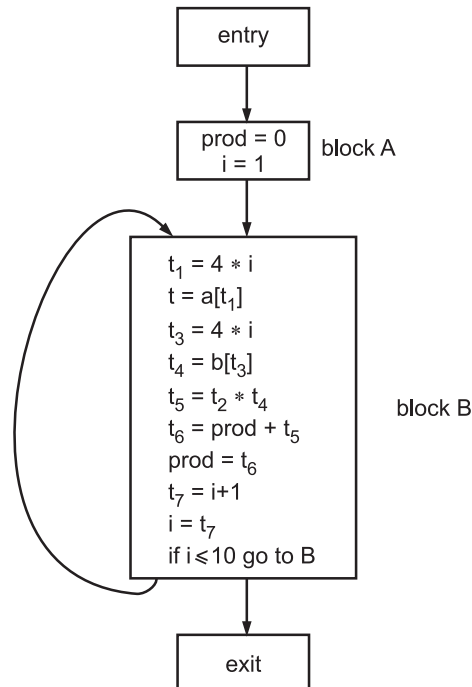 entry
prod = 0
i = 1
block A
t₁ = 4 * i
t = a[t₁]
t₃ = 4 * i
t₄ = b[t₃]
t₅ = t₂ * t₄
t₆ = prod + t₅
prod = t₆
t₇ = i+1
i = t₇
if i⩽10 go to B
block B
exit